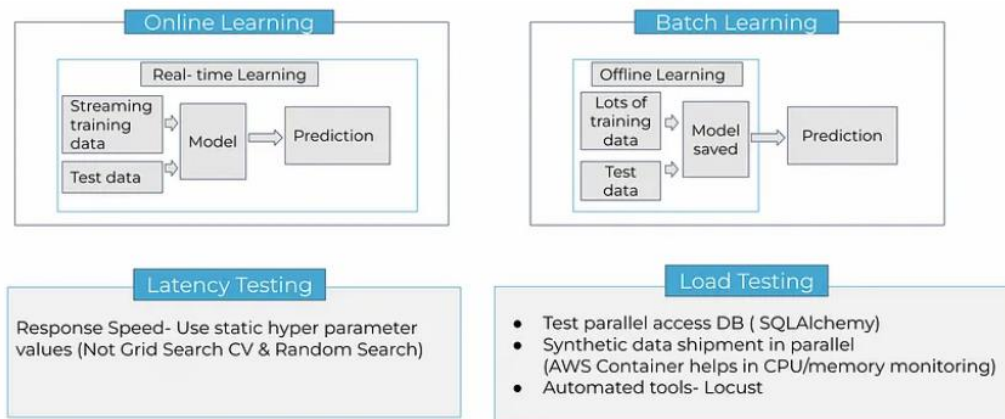 Online Learning
Real- time Learning
Streaming
training
data
Test data
Model
Prediction
Batch Learning
Offline Learning
Lots of
training
data
Test
data
Model
saved
Prediction
Latency Testing
Response Speed- Use static hyper parameter
values (Not Grid Search CV & Random Search)
Load Testing
● Test parallel access DB ( SQLAlchemy)
● Synthetic data shipment in parallel
(AWS Container helps in CPU/memory monitoring)
● Automated tools- Locust